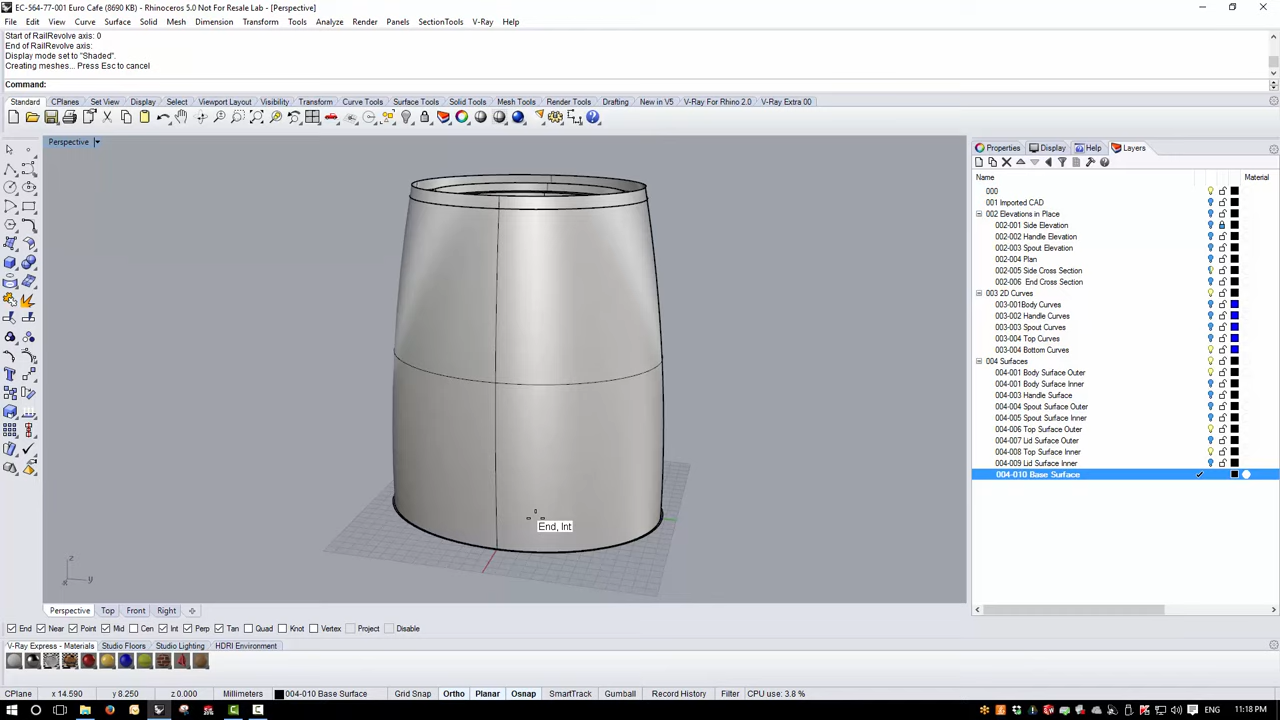 EC-564-77-001 Euro Cafe (8690 KB) - Rhinoceros 5.0 Not For Resale Lab - [Perspective]
File Edit View Curve Surface Solid Mesh Dimension Transform Tools Analyze Render Panels SectionTools V-Ray Help
Start of RailRevolve axis: 0
End of RailRevolve axis:
Display mode set to "Shaded".
Creating meshes... Press Esc to cancel
Command:
Standard CPlanes Set View Display Select Viewport Layout Visibility Transform Curve Tools Surface Tools Solid Tools Mesh Tools Render Tools Drafting New in V5 V-Ray For Rhino 2.0 V-Ray Extra 00
Perspective
Properties Display Help Layers
Name Material
000
001 Imported CAD
002 Elevations in Place
002-001 Side Elevation
002-002 Handle Elevation
002-003 Spout Elevation
002-004 Plan
002-005 Side Cross Section
002-006 End Cross Section
003 2D Curves
003-001Body Curves
003-002 Handle Curves
003-003 Spout Curves
003-004 Top Curves
003-004 Bottom Curves
004 Surfaces
004-001 Body Surface Outer
004-001 Body Surface Inner
004-003 Handle Surface
004-004 Spout Surface Outer
004-005 Spout Surface Inner
004-006 Top Surface Outer
004-007 Lid Surface Outer
004-008 Top Surface Inner
004-009 Lid Surface Inner
004-010 Base Surface
End, Int
z
x y
Perspective Top Front Right
End Near Point Mid Cen Int Perp Tan Quad Knot Vertex Project Disable
V-Ray Express - Materials Studio Floors Studio Lighting HDRI Environment
CPlane x 14.590 y 8.250 z 0.000 Millimeters 004-010 Base Surface Grid Snap Ortho Planar Osnap SmartTrack Gumball Record History Filter CPU use: 3.8 %
ENG 11:18 PM